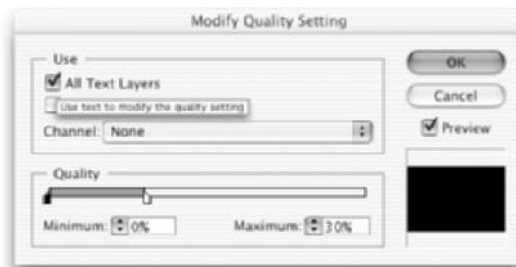 Modify Quality Setting
Use
All Text Layers
Use text to modify the quality setting
Channel: None
Quality
Minimum: 0%
Maximum: 30%
OK
Cancel
Preview